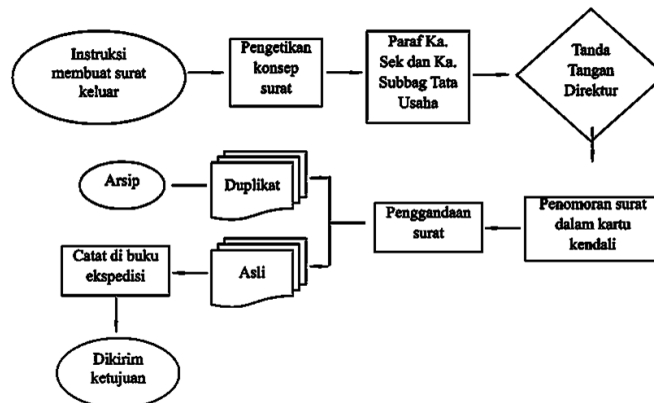 Instruksi
membuat surat
keluar
Pengetikan
konsep
surat
Paraf Ka.
Sek dan Ka.
Subbag Tata
Usaha
Tanda
Tangan
Direktur
Penomoran surat
dalam kartu
kendali
Penggandaan
surat
Duplikat
Arsip
Asli
Catat di buku
ekspedisi
Dikirim
ketujuan